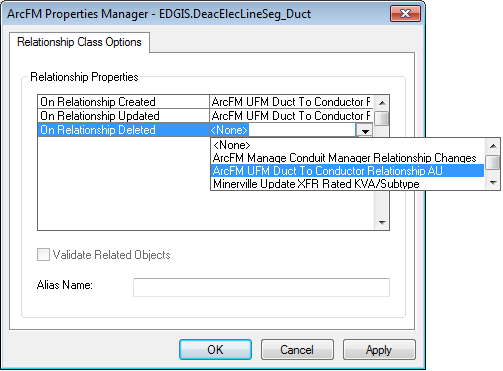 ArcFM Properties Manager - EDGIS.DeacElecLineSeg_Duct
Relationship Class Options
Relationship Properties
On Relationship Created ArcFM UFM Duct To Conductor R
On Relationship Updated ArcFM UFM Duct To Conductor R
On Relationship Deleted <None>
<None>
ArcFM Manage Conduit Manager Relationship Changes
ArcFM UFM Duct To Conductor Relationship AU
Minerville Update XFR Rated KVA/Subtype
Validate Related Objects
Alias Name:
OK Cancel Apply